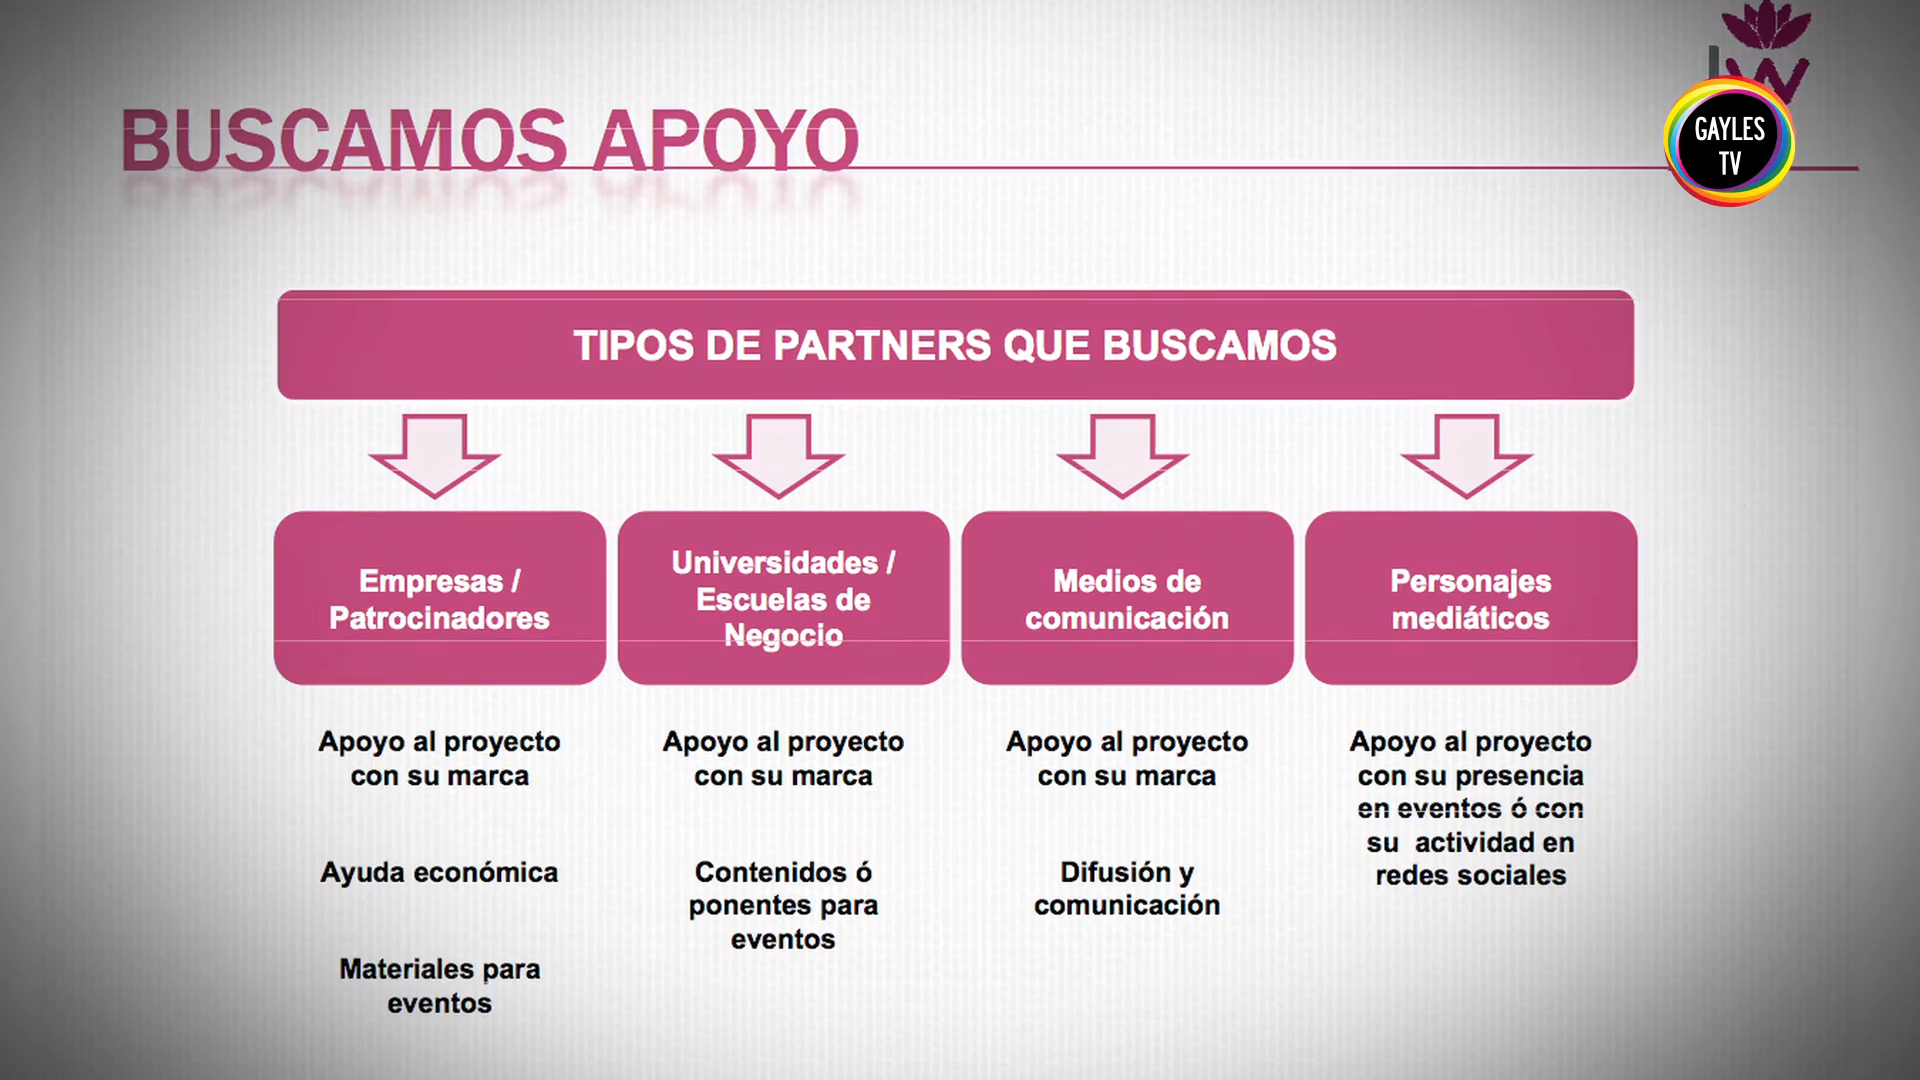 BUSCAMOS APOYO
GAYLES
TV
TIPOS DE PARTNERS QUE BUSCAMOS
Empresas /
Patrocinadores
Universidades /
Escuelas de
Negocio
Medios de
comunicación
Personajes
mediáticos
Apoyo al proyecto
con su marca
Ayuda económica
Materiales para
eventos
Apoyo al proyecto
con su marca
Contenidos ó
ponentes para
eventos
Apoyo al proyecto
con su marca
Difusión y
comunicación
Apoyo al proyecto
con su presencia
en eventos ó con
su actividad en
redes sociales